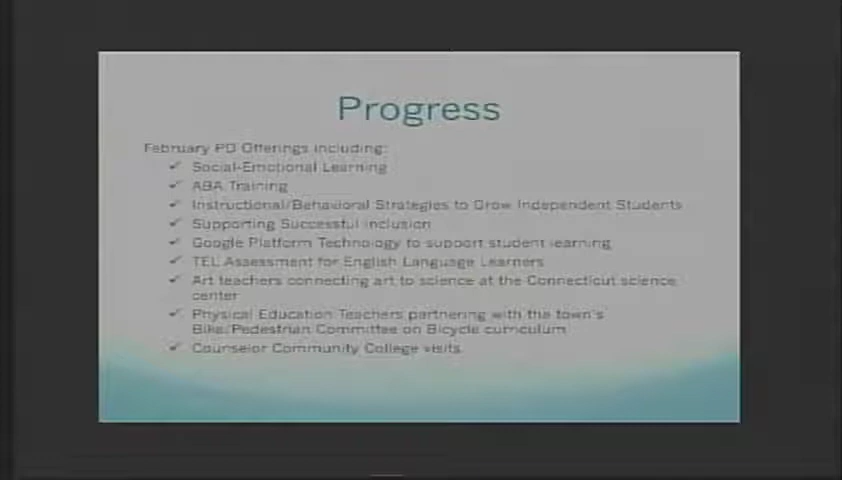 Progress
February PD Offerings including:
✓ Social-Emotional Learning
✓ ABA Training
✓ Instructional/Behavioral Strategies to Grow Independent Students
✓ Supporting Successful Inclusion
✓ Google Platform Technology to support student learning
✓ TEL Assessment for English Language Learners
✓ Art teachers connecting art to science at the Connecticut science
center
✓ Physical Education Teachers partnering with the town's
Bike/Pedestrian Committee on Bicycle curriculum
✓ Counselor Community College visits